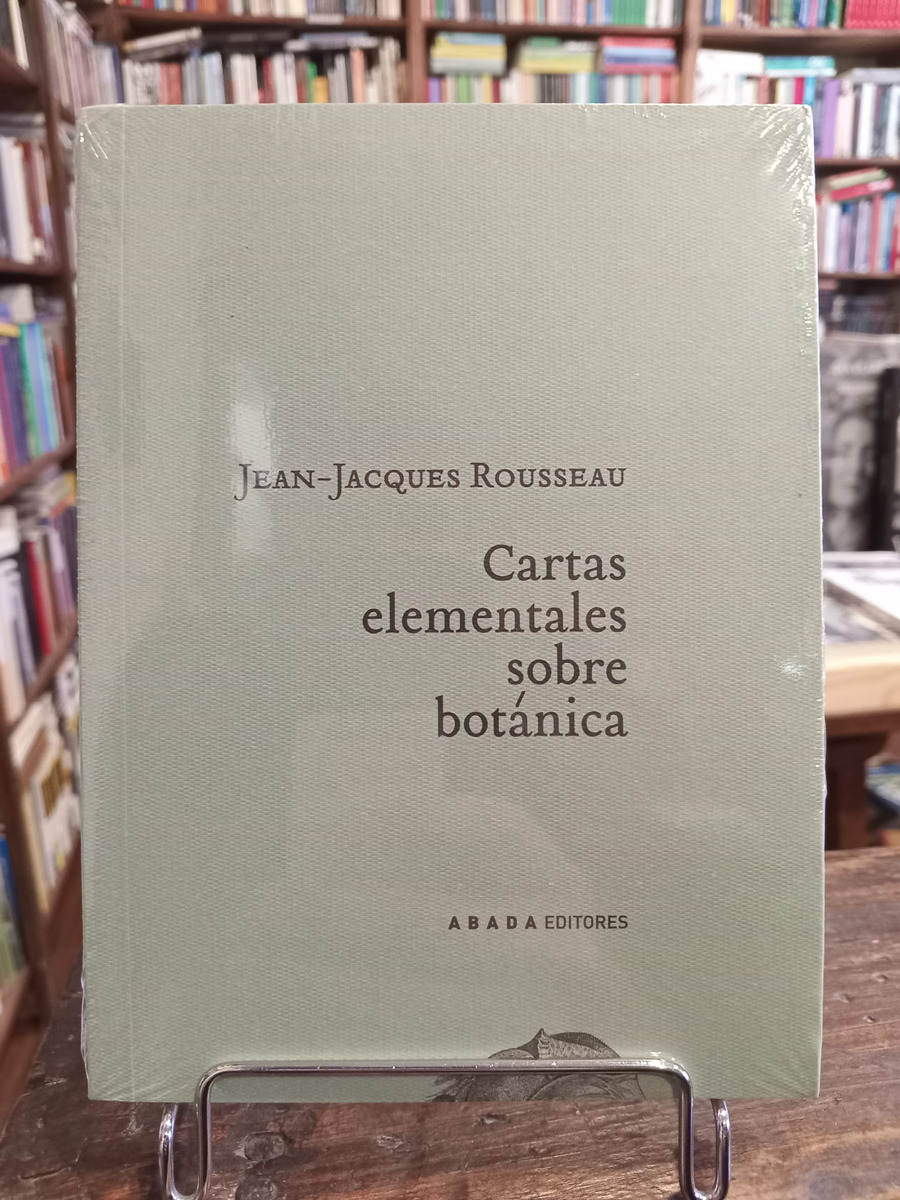 Jean-Jacques Rousseau
Cartas
elementales
sobre
botánica
ABADA EDITORES